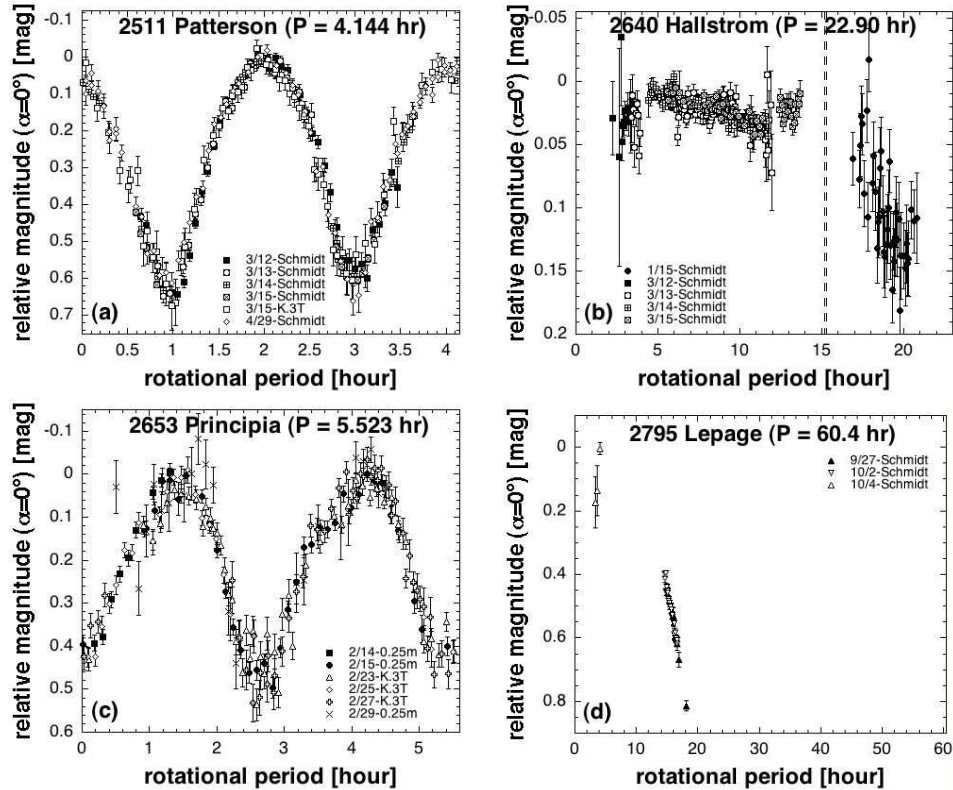 2511 Patterson (P = 4.144 hr)
relative magnitude (α=0°) [mag]
0
0.1
0.2
0.3
0.4
0.5
0.6
0.7
(a)
3/12-Schmidt
3/13-Schmidt
3/14-Schmidt
3/15-Schmidt
3/15-K.3T
4/29-Schmidt
0 0.5 1 1.5 2 2.5 3 3.5 4
rotational period [hour]
2640 Hallstrom (P = 22.90 hr)
relative magnitude (α=0°) [mag]
-0.05
0
0.05
0.1
0.15
0.2
(b)
1/15-Schmidt
3/12-Schmidt
3/13-Schmidt
3/14-Schmidt
3/15-Schmidt
0 5 10 15 20
rotational period [hour]
2653 Principia (P = 5.523 hr)
relative magnitude (α=0°) [mag]
-0.1
0
0.1
0.2
0.3
0.4
0.5
0.6
(c)
2/14-0.25m
2/15-0.25m
2/23-K.3T
2/25-K.3T
2/27-K.3T
2/29-0.25m
0 1 2 3 4 5
rotational period [hour]
2795 Lepage (P = 60.4 hr)
relative magnitude (α=0°) [mag]
0
0.2
0.4
0.6
0.8
(d)
9/27-Schmidt
10/2-Schmidt
10/4-Schmidt
0 10 20 30 40 50 60
rotational period [hour]